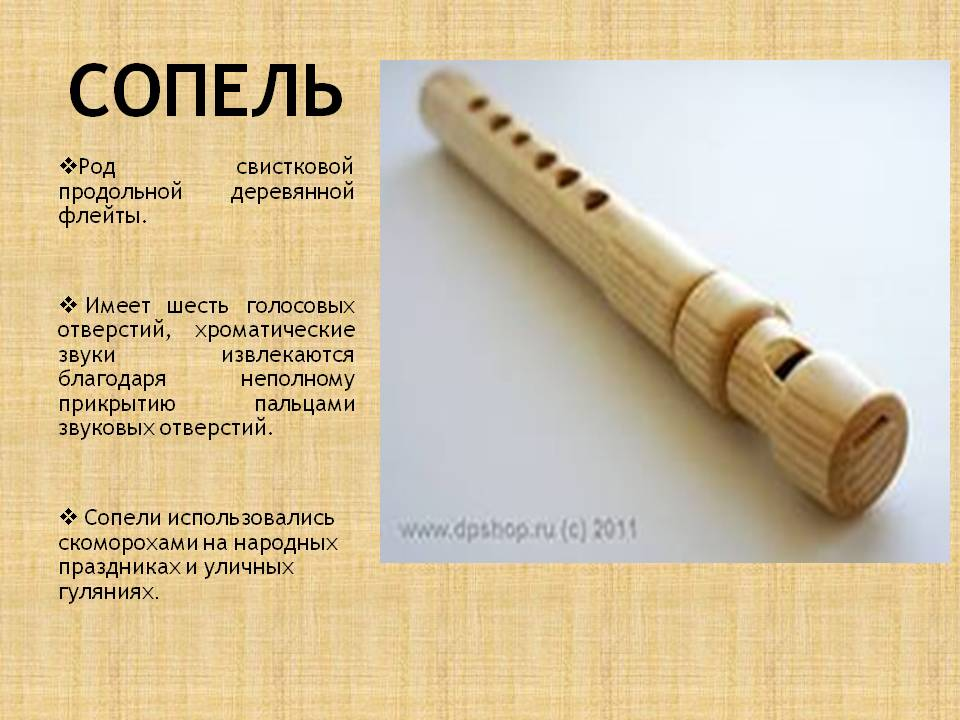 СОПЕЛЬ
❖Род свистковой
продольной деревянной
флейты.
❖ Имеет шесть голосовых
отверстий, хроматические
звуки извлекаются
благодаря неполному
прикрытию пальцами
звуковых отверстий.
❖ Сопели использовались
скоморохами на народных
праздниках и уличных
гуляниях.
www.dpshop.ru (c) 2011